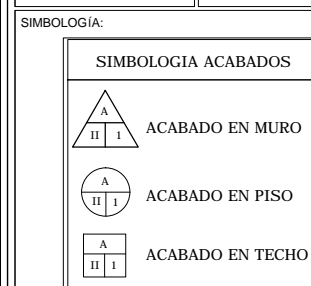 SIMBOLOGÍA:
SIMBOLOGIA ACABADOS
A
II 1
ACABADO EN MURO
A
II 1
ACABADO EN PISO
A
II 1
ACABADO EN TECHO